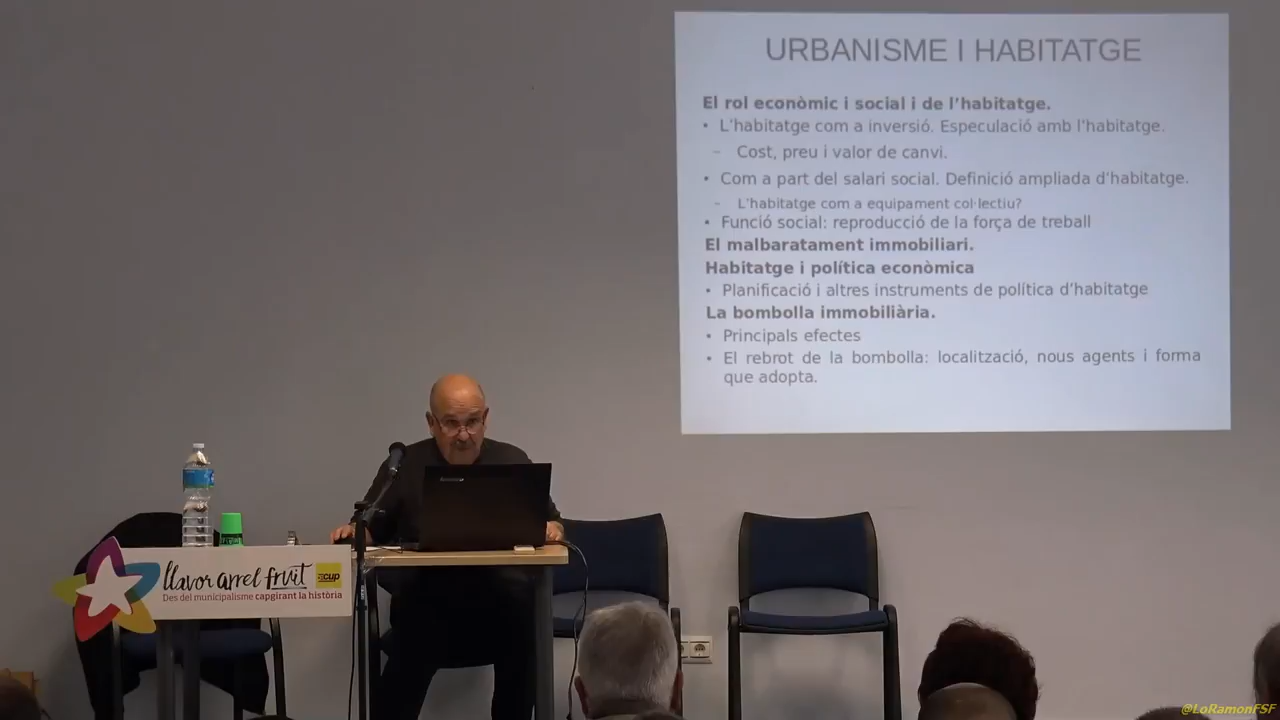 URBANISME I HABITATGE
El rol econòmic i social i de l'habitatge.
• L'habitatge com a inversió. Especulació amb l'habitatge.
– Cost, preu i valor de canvi.
• Com a part del salari social. Definició ampliada d'habitatge.
– L'habitatge com a equipament col·lectiu?
• Funció social: reproducció de la força de treball
El malbaratament immobiliari.
Habitatge i política econòmica
• Planificació i altres instruments de política d'habitatge
La bombolla immobiliària.
• Principals efectes
• El rebrot de la bombolla: localització, nous agents i forma
que adopta.
llavor arrel fruit
cup
Des del municipalisme capgirant la història
@LoRamonFSF